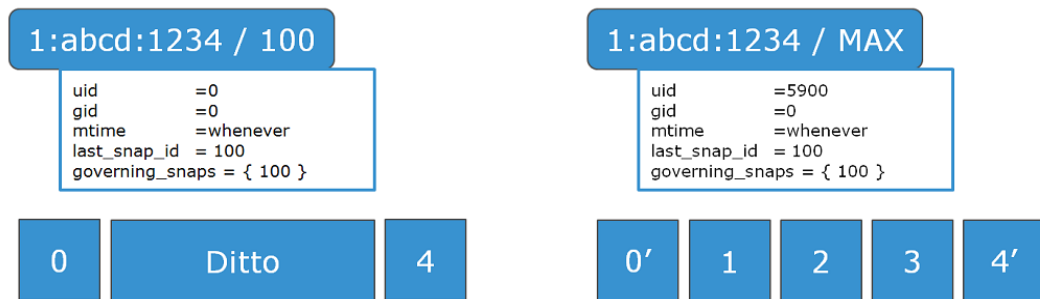 1:abcd:1234 / 100
uid =0
gid =0
mtime =whenever
last_snap_id = 100
governing_snaps = { 100 }
0 Ditto 4
1:abcd:1234 / MAX
uid =5900
gid =0
mtime =whenever
last_snap_id = 100
governing_snaps = { 100 }
0′ 1 2 3 4′